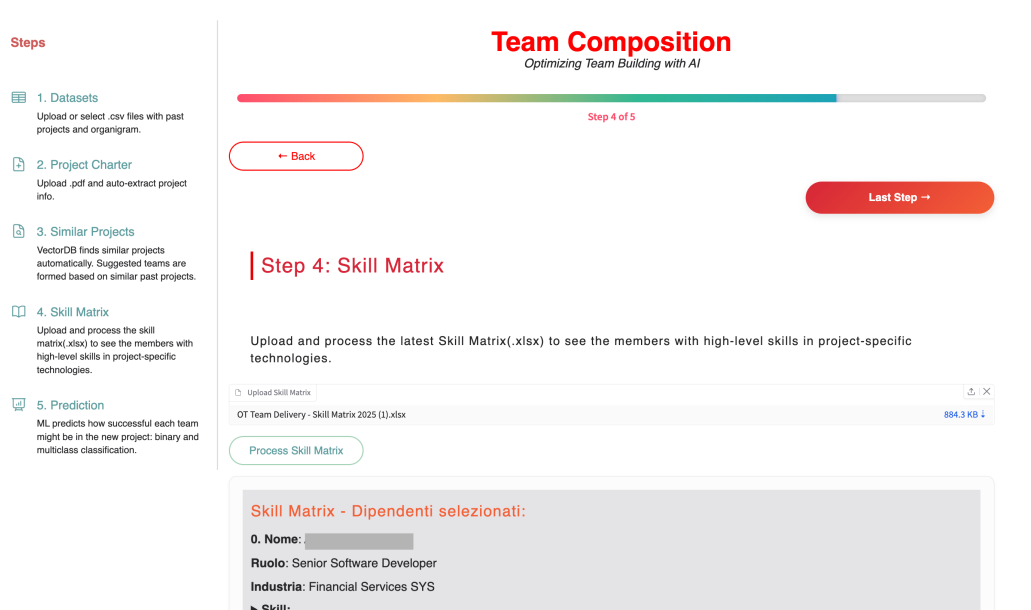 Steps
1. Datasets
Upload or select .csv files with past
projects and organigram.
2. Project Charter
Upload .pdf and auto-extract project
info.
3. Similar Projects
VectorDB finds similar projects
automatically. Suggested teams are
formed based on similar past projects.
4. Skill Matrix
Upload and process the skill
matrix(.xlsx) to see the members with
high-level skills in project-specific
technologies.
5. Prediction
ML predicts how successful each team
might be in the new project: binary and
multiclass classification.
Team Composition
Optimizing Team Building with AI
Step 4 of 5
← Back
Last Step →
Step 4: Skill Matrix
Upload and process the latest Skill Matrix(.xlsx) to see the members with high-level skills in project-specific
technologies.
Upload Skill Matrix
OT Team Delivery - Skill Matrix 2025 (1).xlsx 884.3 KB ↓
Process Skill Matrix
Skill Matrix - Dipendenti selezionati:
0. Nome:
Ruolo: Senior Software Developer
Industria: Financial Services SYS
▶ Skill: